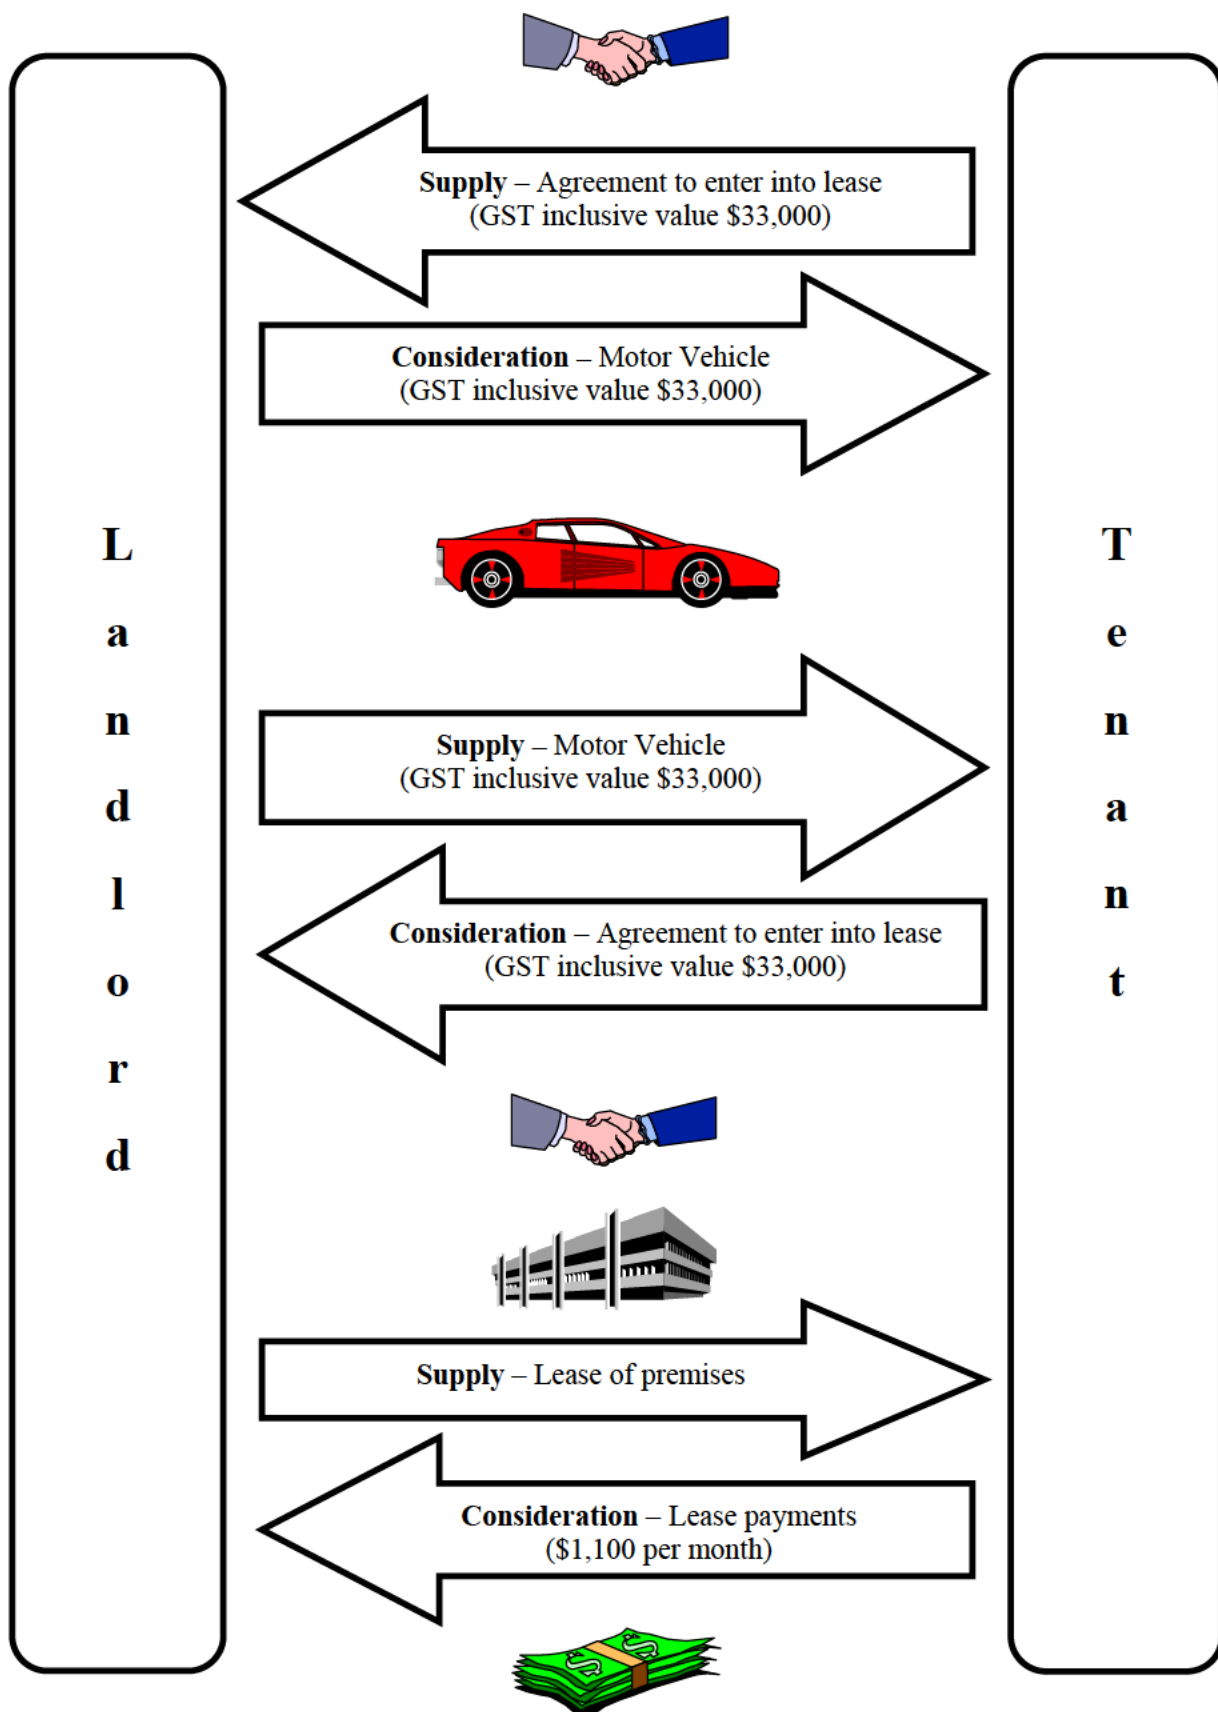 Supply – Agreement to enter into lease
(GST inclusive value $33,000)
Consideration – Motor Vehicle
(GST inclusive value $33,000)
Landlord
Tenant
Supply – Motor Vehicle
(GST inclusive value $33,000)
Consideration – Agreement to enter into lease
(GST inclusive value $33,000)
Supply – Lease of premises
Consideration – Lease payments
($1,100 per month)
$ $